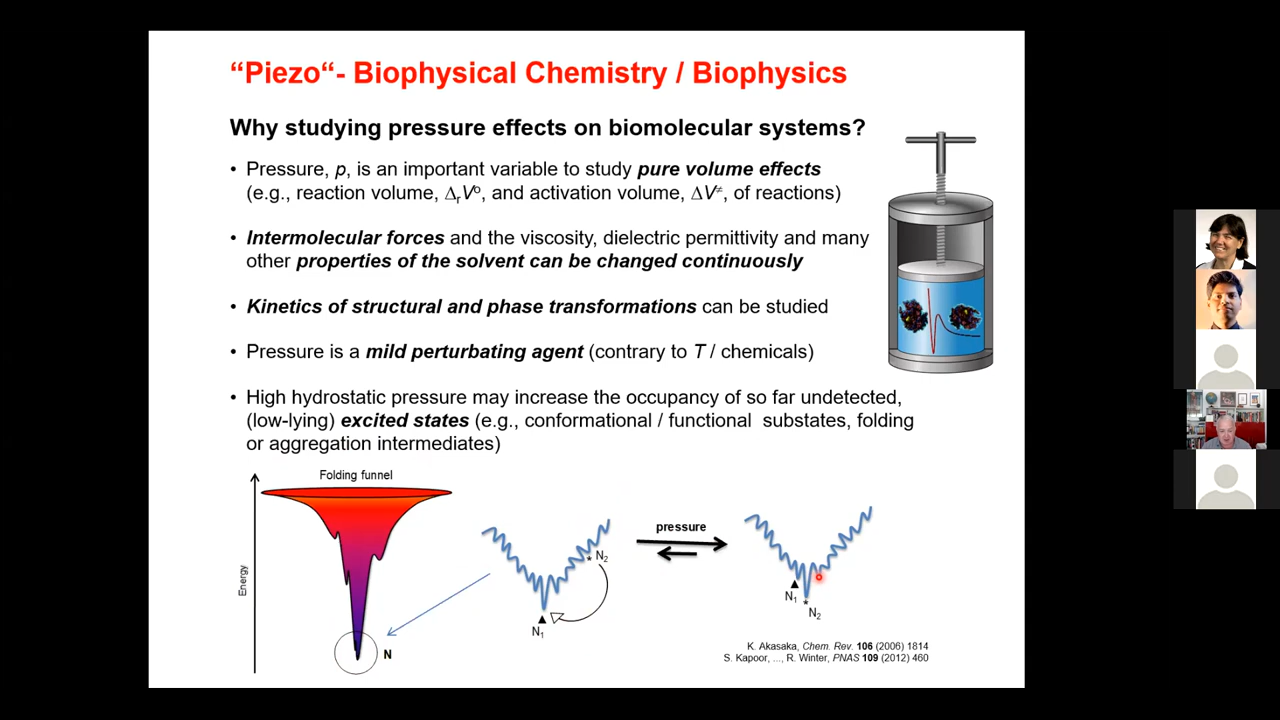 “Piezo“- Biophysical Chemistry / Biophysics
Why studying pressure effects on biomolecular systems?
• Pressure, p, is an important variable to study pure volume effects
(e.g., reaction volume, ΔrVº, and activation volume, ΔV≠, of reactions)
• Intermolecular forces and the viscosity, dielectric permittivity and many
other properties of the solvent can be changed continuously
• Kinetics of structural and phase transformations can be studied
• Pressure is a mild perturbating agent (contrary to T / chemicals)
• High hydrostatic pressure may increase the occupancy of so far undetected,
(low-lying) excited states (e.g., conformational / functional substates, folding
or aggregation intermediates)
Folding funnel
Energy
N
* N2
▲
N1
pressure
▲
N1
*
N2
K. Akasaka, Chem. Rev. 106 (2006) 1814
S. Kapoor, ..., R. Winter, PNAS 109 (2012) 460